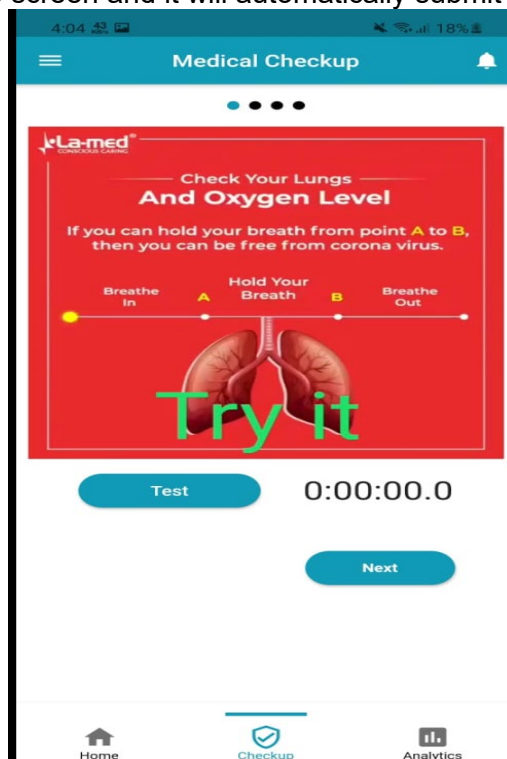 screen and it will automatically submit
4:04
18%
Medical Checkup
La-med®
CONSCIOUS CARING
Check Your Lungs
And Oxygen Level
If you can hold your breath from point A to B,
then you can be free from corona virus.
Breathe In
A
Hold Your Breath
B
Breathe Out
Try it
Test
0:00:00.0
Next
Home
Checkup
Analytics